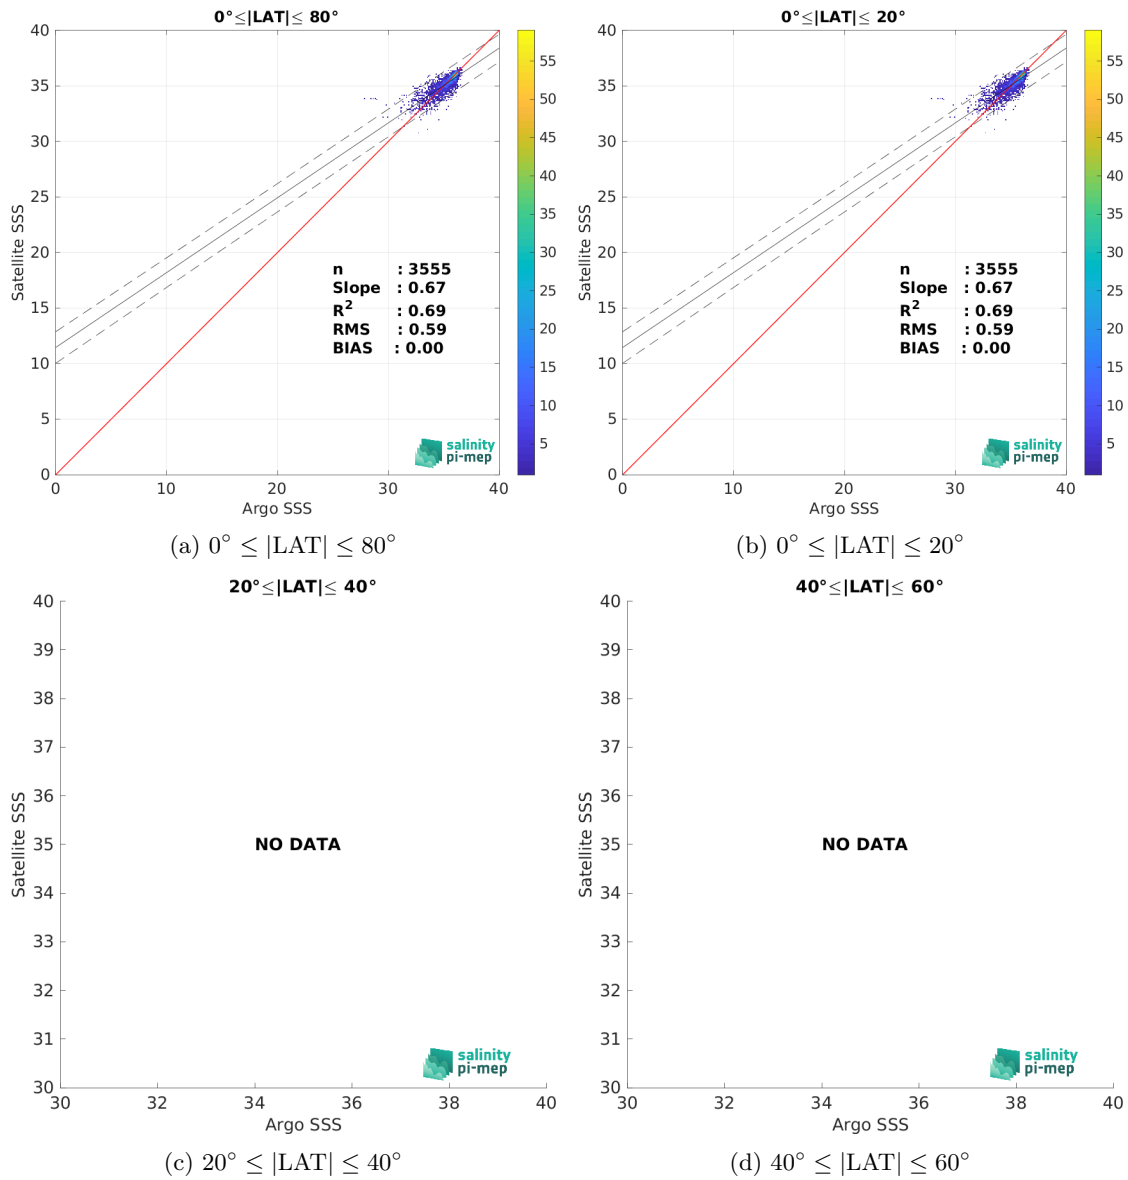 0°≤|LAT|≤ 80°
40
35
30
25
20
15
10
5
0
Satellite SSS
n : 3555
Slope : 0.67
R² : 0.69
RMS : 0.59
BIAS : 0.00
salinity
pi-mep
0 10 20 30 40
Argo SSS
55
50
45
40
35
30
25
20
15
10
5
(a) 0° ≤ |LAT| ≤ 80°
0°≤|LAT|≤ 20°
40
35
30
25
20
15
10
5
0
Satellite SSS
n : 3555
Slope : 0.67
R² : 0.69
RMS : 0.59
BIAS : 0.00
salinity
pi-mep
0 10 20 30 40
Argo SSS
55
50
45
40
35
30
25
20
15
10
5
(b) 0° ≤ |LAT| ≤ 20°
20°≤|LAT|≤ 40°
40
39
38
37
36
35
34
33
32
31
30
Satellite SSS
NO DATA
salinity
pi-mep
30 32 34 36 38 40
Argo SSS
(c) 20° ≤ |LAT| ≤ 40°
40°≤|LAT|≤ 60°
40
39
38
37
36
35
34
33
32
31
30
Satellite SSS
NO DATA
salinity
pi-mep
30 32 34 36 38 40
Argo SSS
(d) 40° ≤ |LAT| ≤ 60°